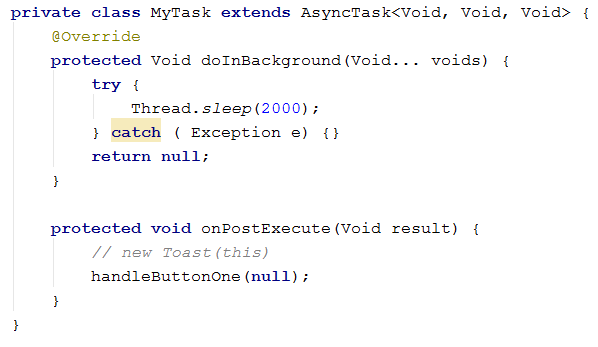 private class MyTask extends AsyncTask<Void, Void, Void> {
    @Override
    protected Void doInBackground(Void... voids) {
        try {
            Thread.sleep(2000);
        } catch ( Exception e) {}
        return null;
    }

    protected void onPostExecute(Void result) {
        // new Toast(this)
        handleButtonOne(null);
    }
}